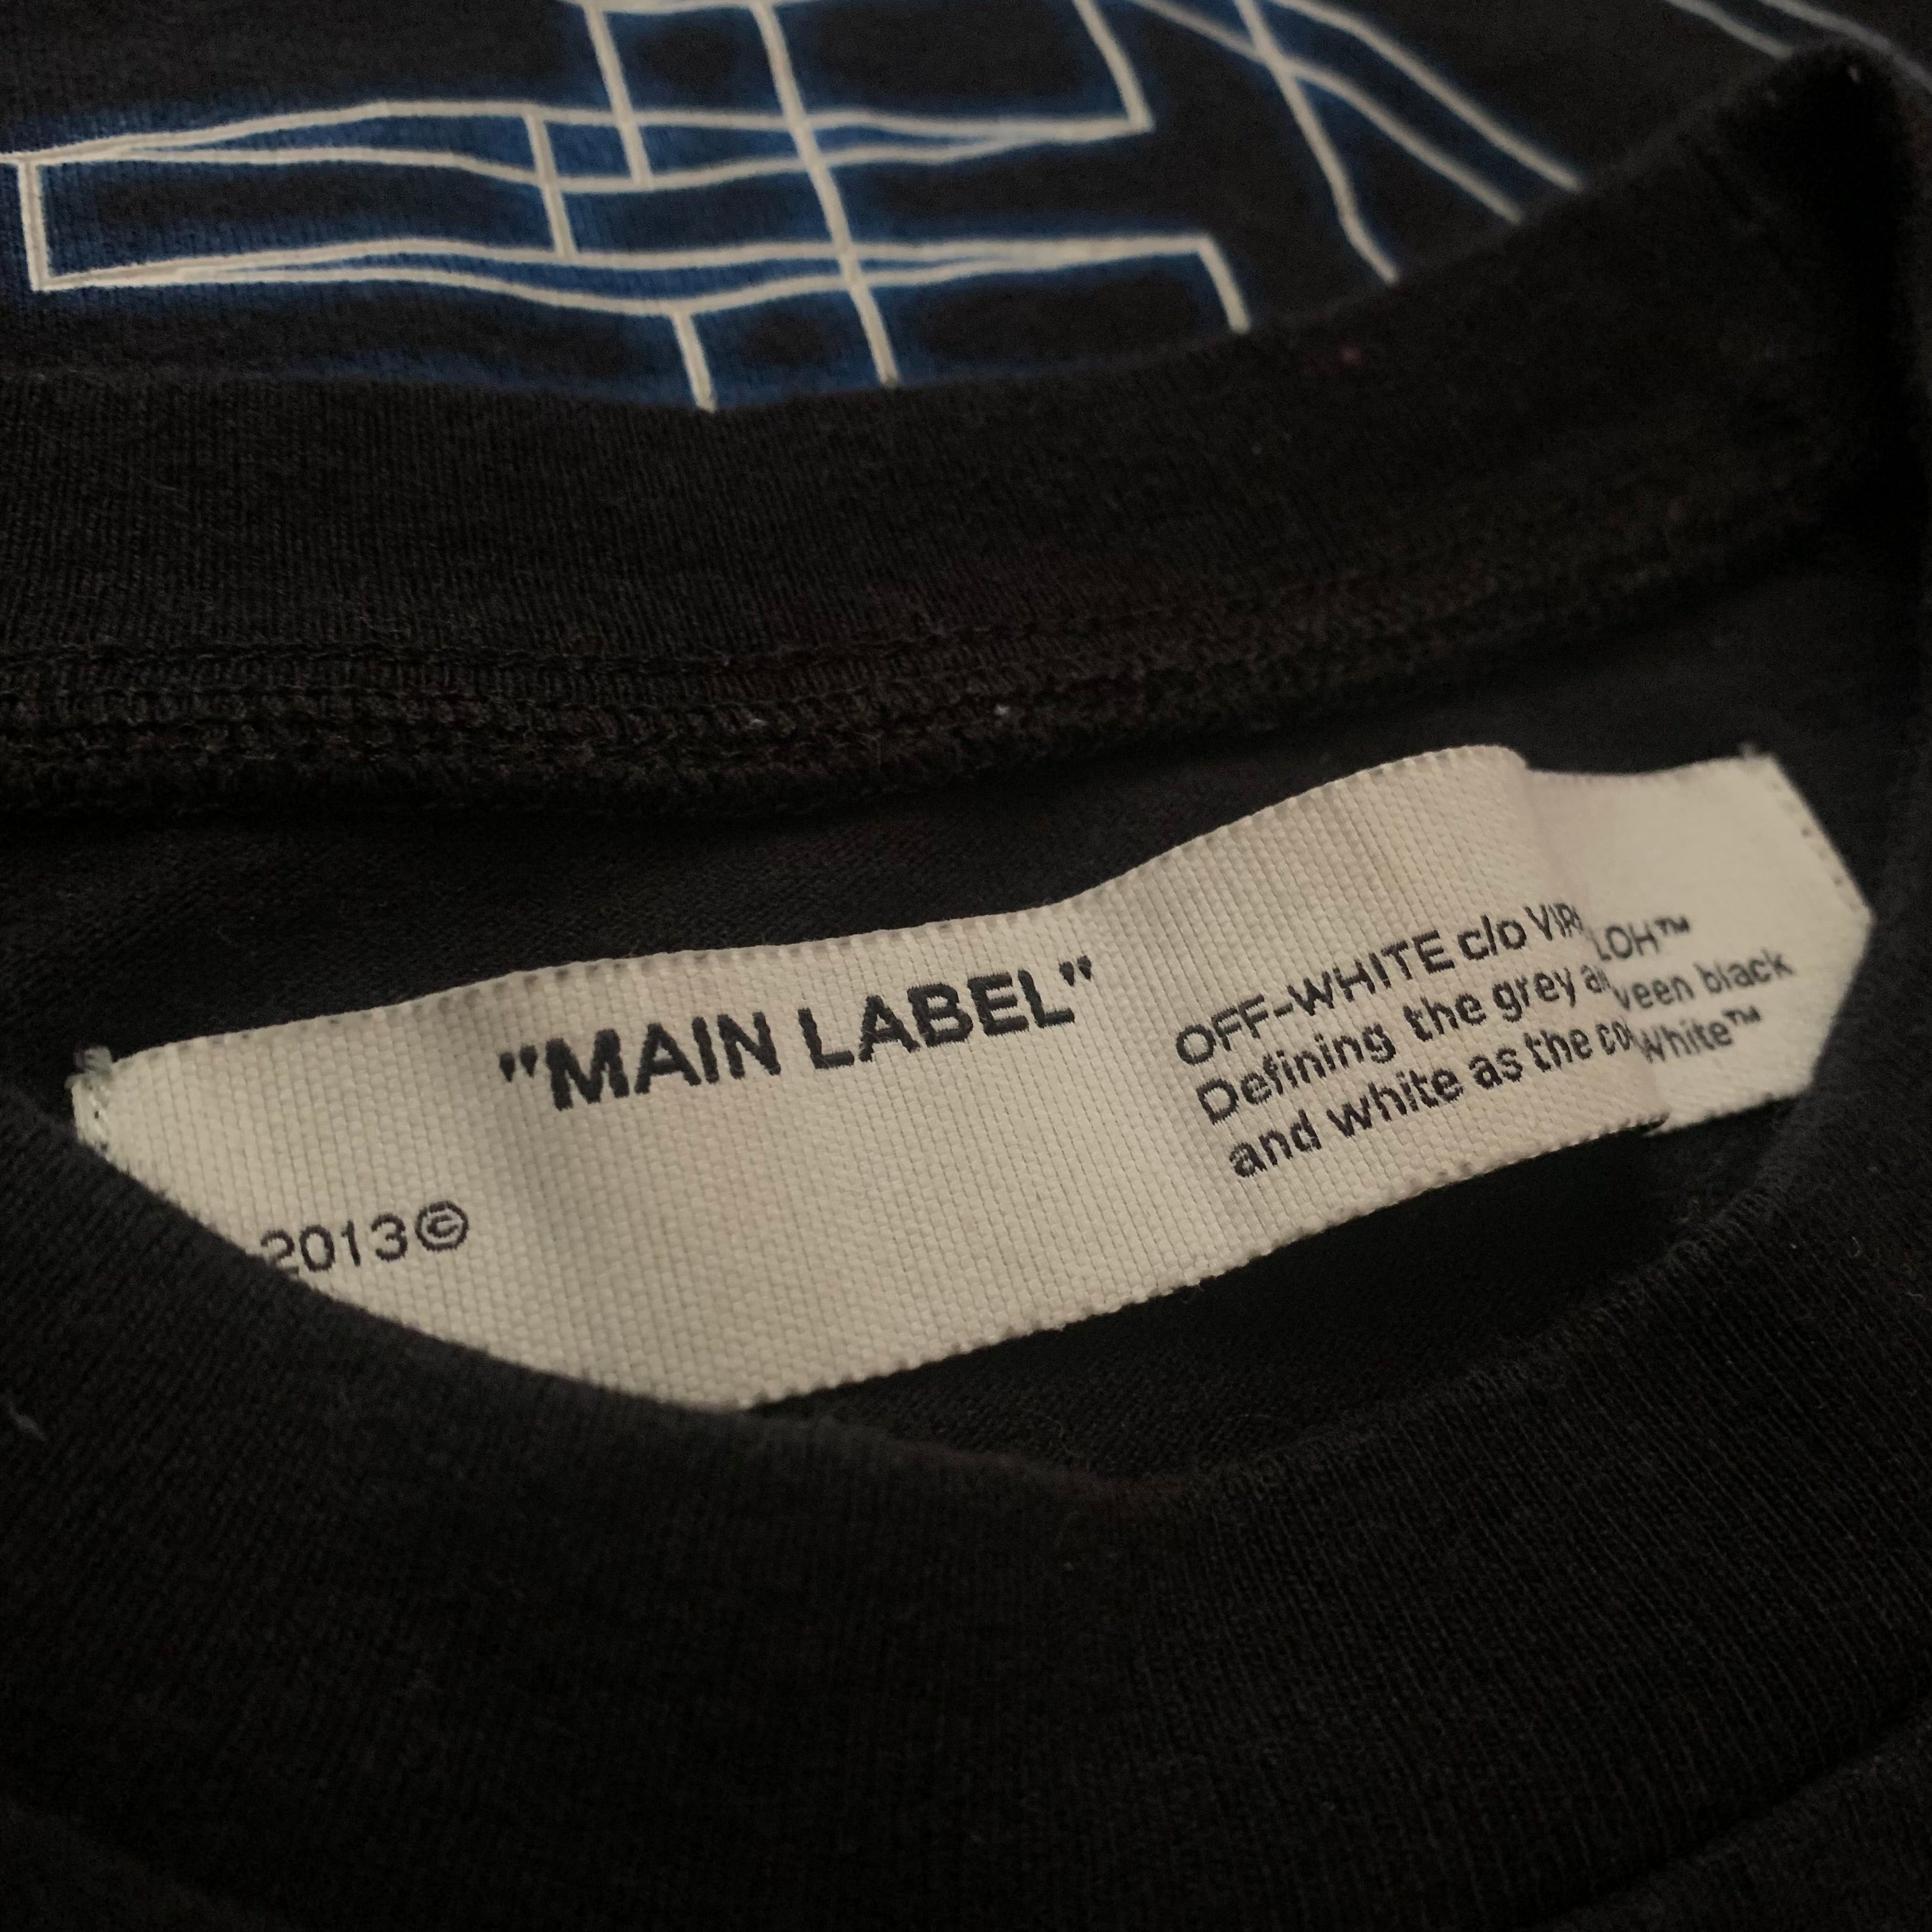 "MAIN LABEL"
OFF-WHITE c/o VIR LOH™
Defining the grey a veen black
and white as the co White™
2013©